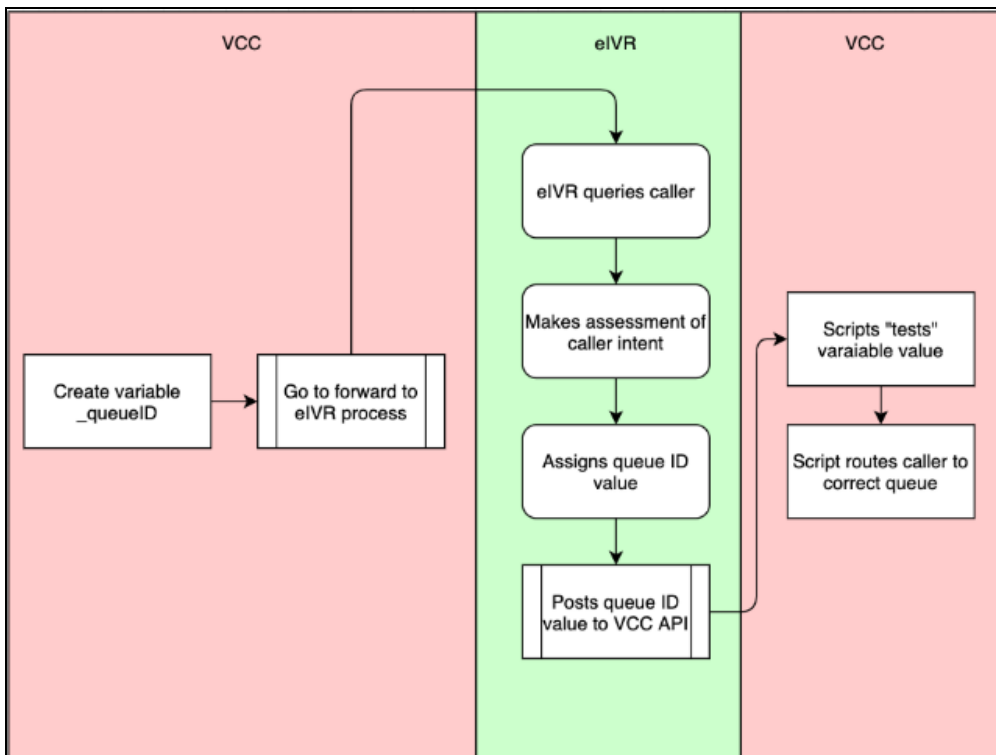 VCC
eIVR
VCC
Create variable
_queueID
Go to forward to
eIVR process
eIVR queries caller
Makes assessment of
caller intent
Assigns queue ID
value
Posts queue ID
value to VCC API
Scripts "tests"
varaiable value
Script routes caller to
correct queue